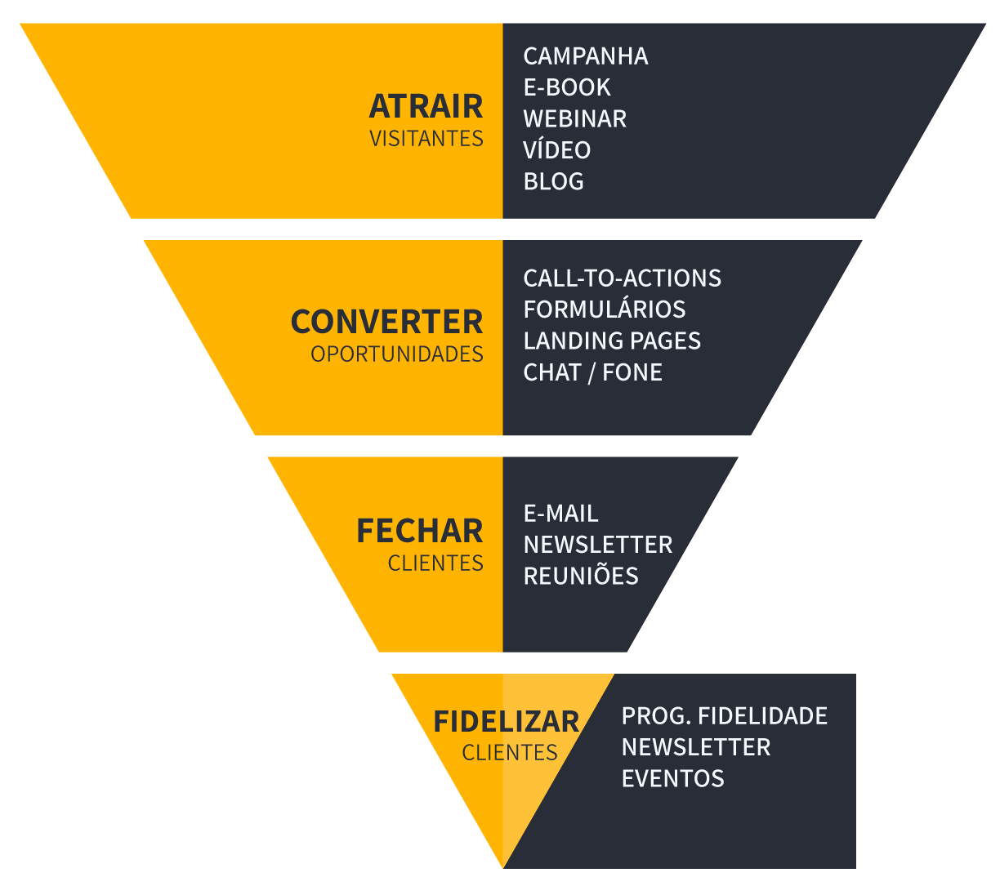 ATRAIR
VISITANTES
CAMPANHA
E-BOOK
WEBINAR
VÍDEO
BLOG
CONVERTER
OPORTUNIDADES
CALL-TO-ACTIONS
FORMULÁRIOS
LANDING PAGES
CHAT / FONE
FECHAR
CLIENTES
E-MAIL
NEWSLETTER
REUNIÕES
FIDELIZAR
CLIENTES
PROG. FIDELIDADE
NEWSLETTER
EVENTOS